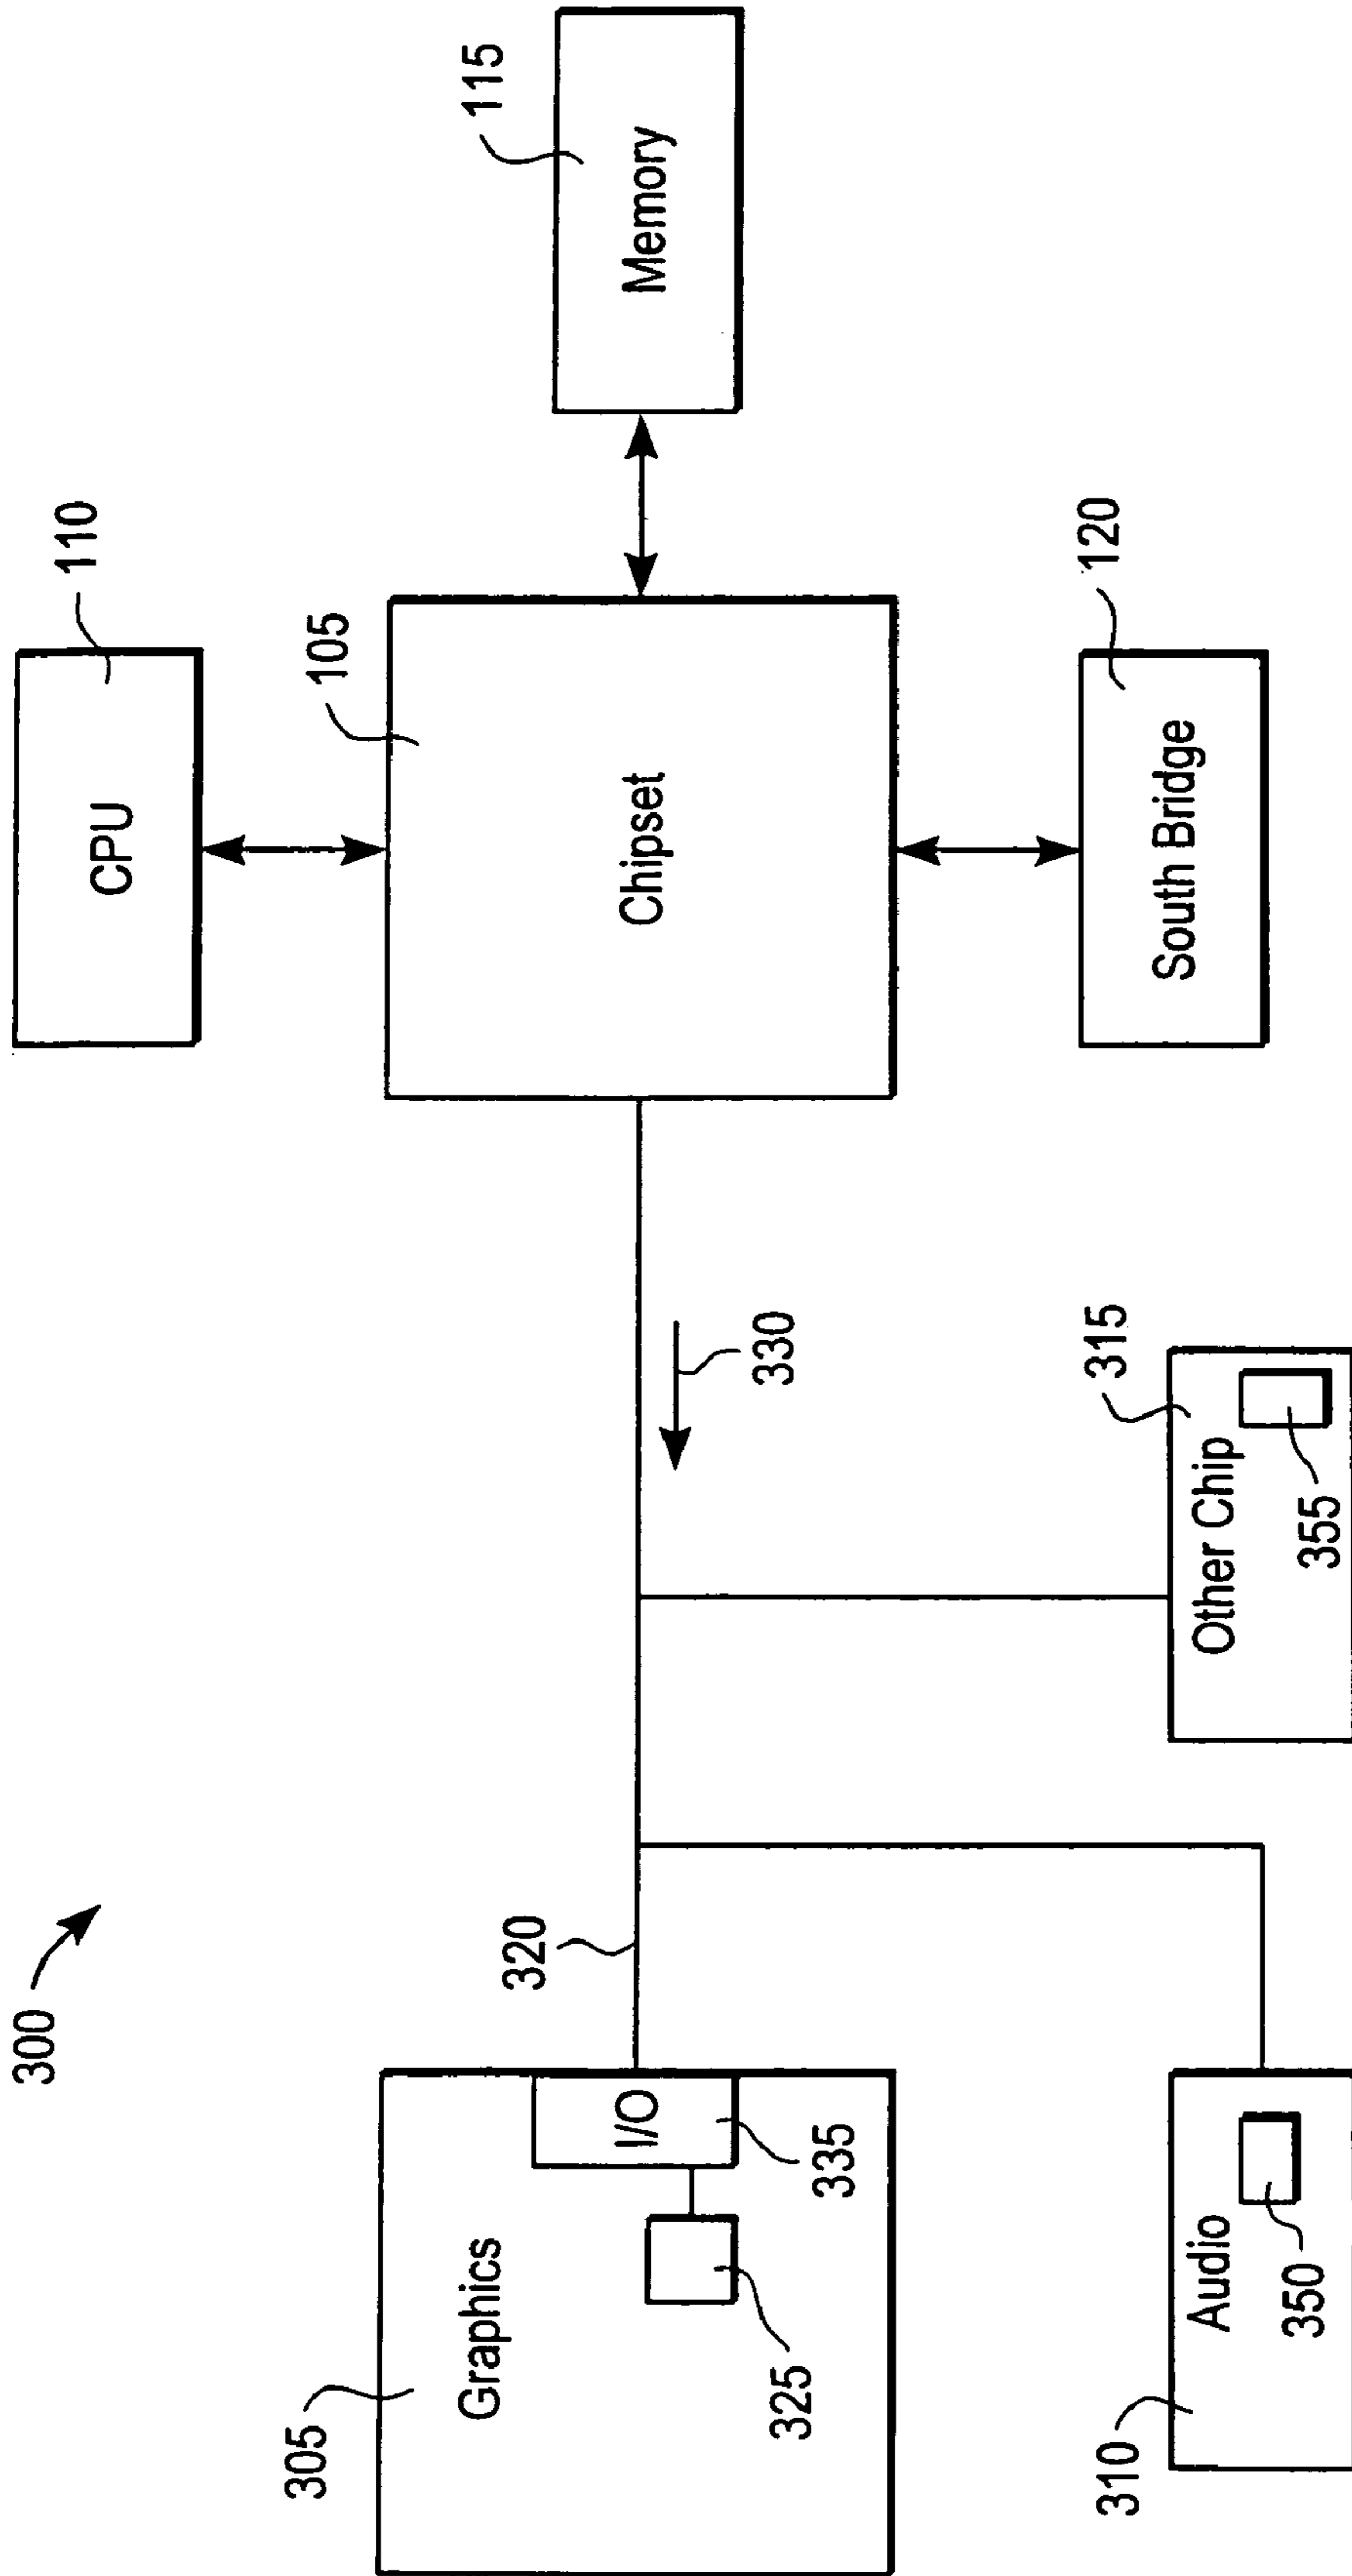 300
CPU
110
105
Chipset
115
Memory
305
Graphics
I/O
335
325
320
330
310
Audio
350
315
Other Chip
355
120
South Bridge